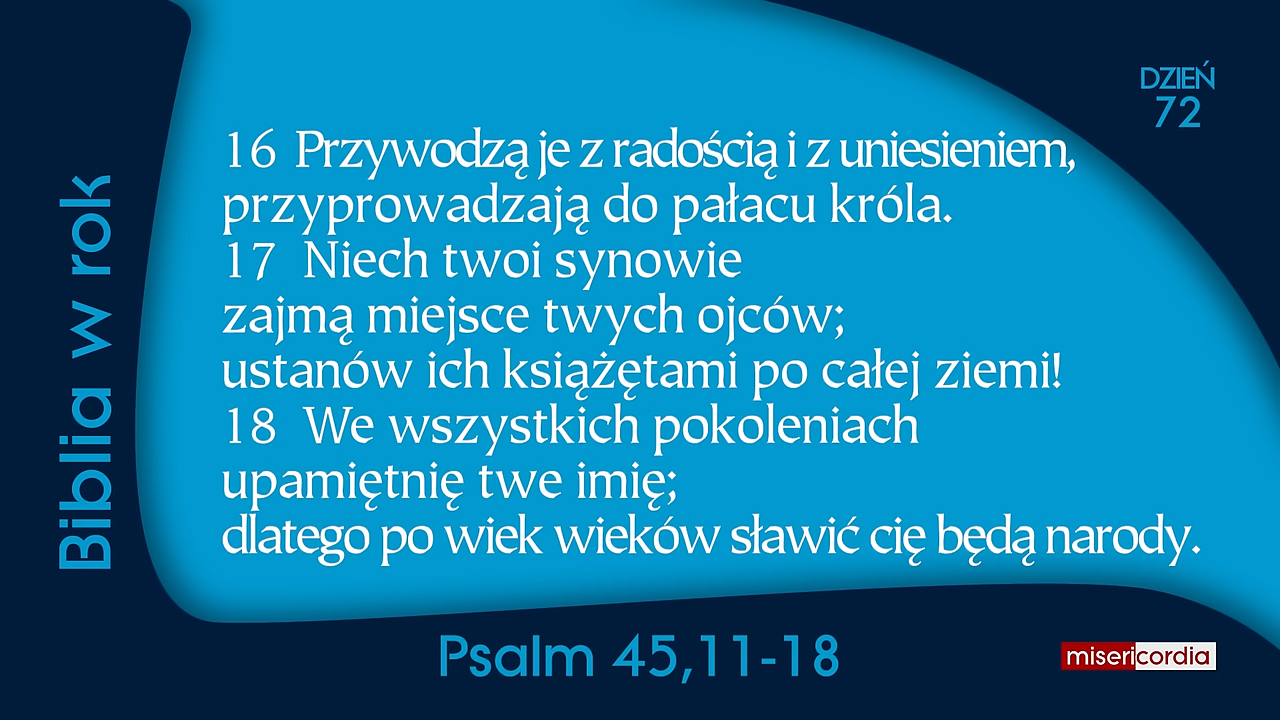 DZIEŃ
72
Biblia w rok
16 Przywodzą je z radością i z uniesieniem,
przyprowadzają do pałacu króla.
17 Niech twoi synowie
zajmą miejsce twych ojców;
ustanów ich książętami po całej ziemi!
18 We wszystkich pokoleniach
upamiętnię twe imię;
dlatego po wiek wieków sławić cię będą narody.
Psalm 45,11-18
misericordia